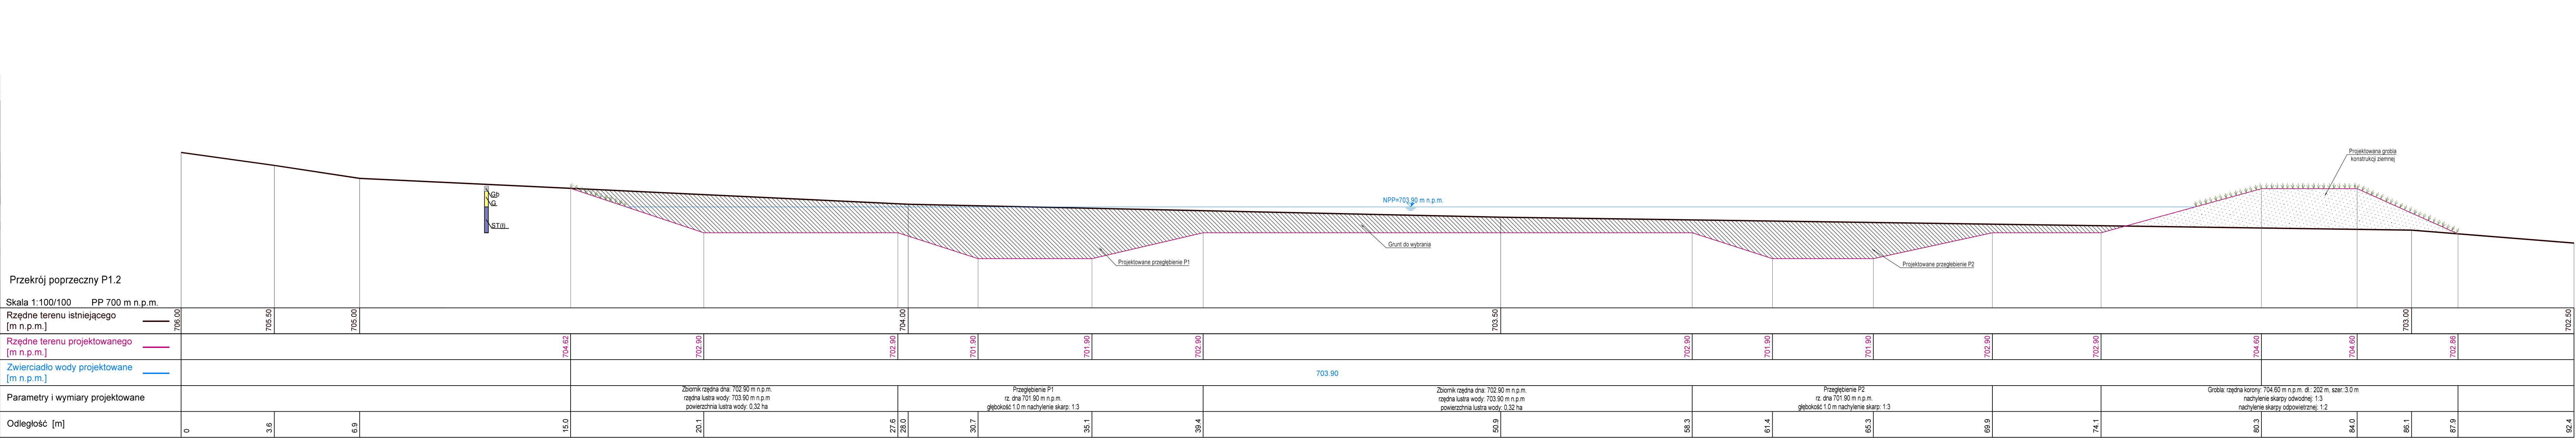 Projektowana grobla
konstrukcji ziemnej
Gb
G
ST(I)
NPP=703.90 m n.p.m.
Grunt do wybrania
Projektowane przegłębienie P1
Projektowane przegłebienie P2
Przekrój poprzeczny P1.2
Skala 1:100/100 PP 700 m n.p.m.
Rzędne terenu istniejącego
[m n.p.m.]
706.00 705.50 705.00 704.00 703.50 703.00 702.50
Rzędne terenu projektowanego
[m n.p.m.]
704.62 702.90 702.90 701.90 701.90 702.90 702.90 701.90 701.90 702.90 702.90 704.60 704.60 702.86
Zwierciadło wody projektowane
[m n.p.m.]
703.90
Parametry i wymiary projektowane
Zbiornik rzędna dna: 702.90 m n.p.m.
rzędna lustra wody: 703.90 m n.p.m
powierzchnia lustra wody: 0,32 ha
Przegłębienie P1
rz. dna 701.90 m n.p.m.
głębokość 1.0 m nachylenie skarp: 1:3
Zbiornik rzędna dna: 702.90 m n.p.m.
rzędna lustra wody: 703.90 m n.p.m
powierzchnia lustra wody: 0,32 ha
Przegłębienie P2
rz. dna 701.90 m n.p.m.
głębokość 1.0 m nachylenie skarp: 1:3
Grobla: rzędna korony: 704.60 m n.p.m. dł.: 202 m, szer. 3.0 m
nachylenie skarpy odwodnej: 1:3
nachylenie skarpy odpowietrznej: 1:2
Odległość [m]
0 3.6 6.9 15.0 20.1 27.6 28.0 30.7 35.1 39.4 50.9 58.3 61.4 65.3 69.9 74.1 80.3 84.0 86.1 87.9 92.4